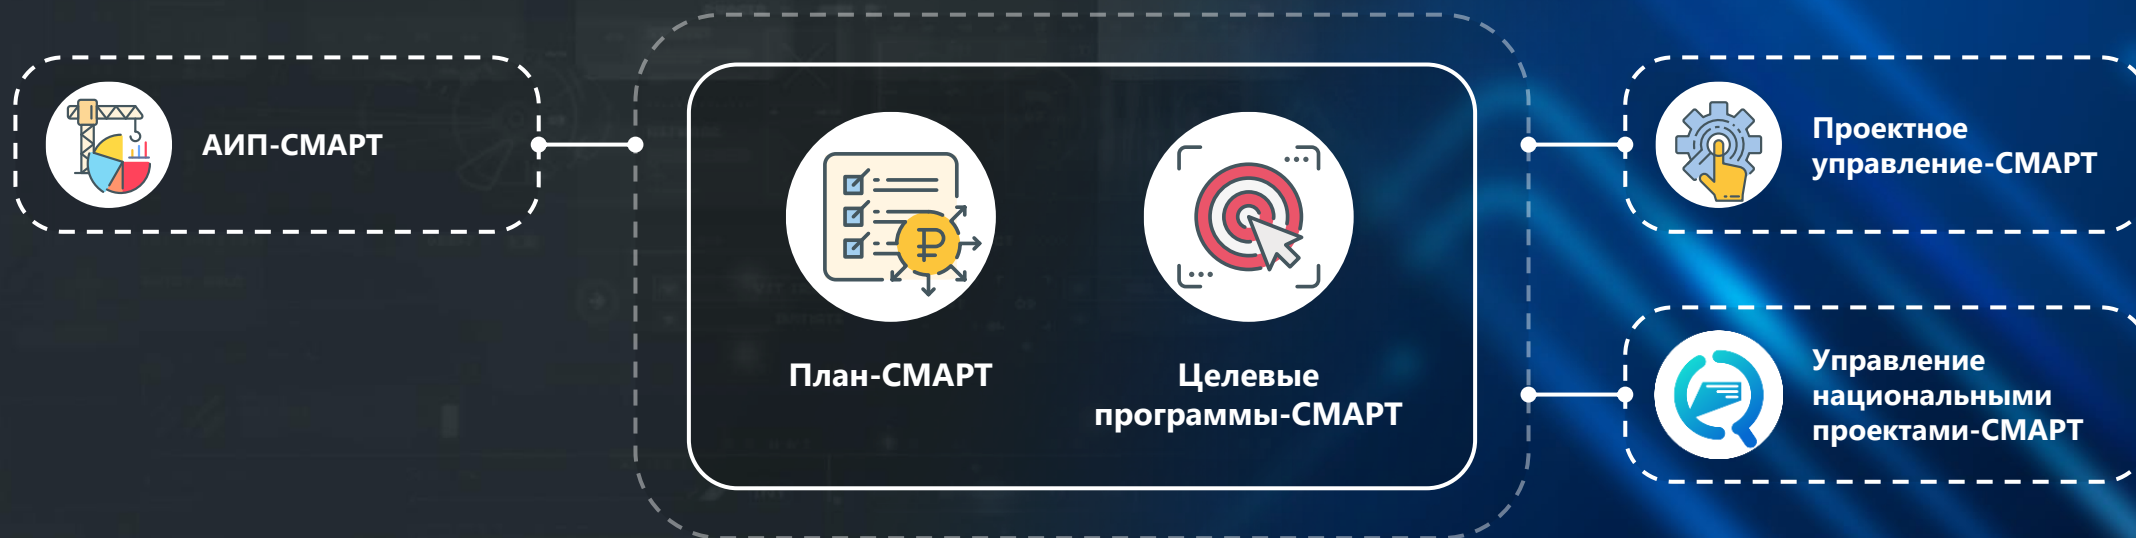 АИП-СМАРТ
План-СМАРТ
Целевые
программы-СМАРТ
Проектное
управление-СМАРТ
Управление
национальными
проектами-СМАРТ